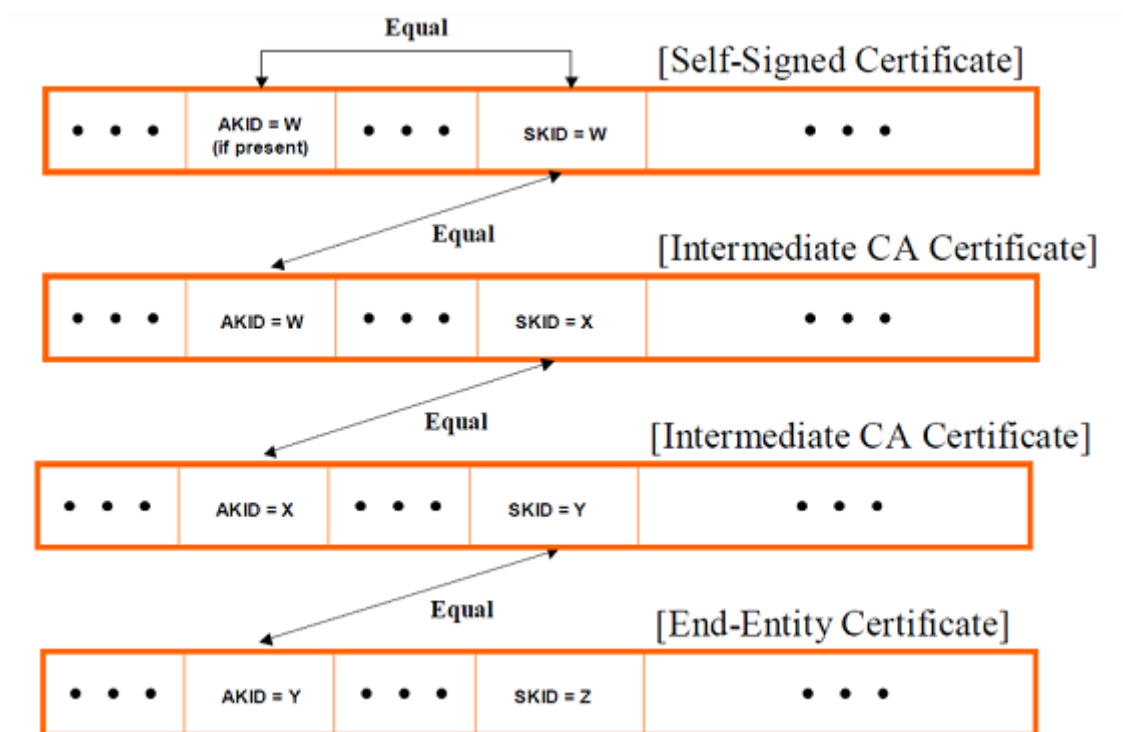 Equal
[Self-Signed Certificate]
• • • AKID = W • • • SKID = W • • •
(if present)
Equal
[Intermediate CA Certificate]
• • • AKID = W • • • SKID = X • • •
Equal
[Intermediate CA Certificate]
• • • AKID = X • • • SKID = Y • • •
Equal
[End-Entity Certificate]
• • • AKID = Y • • • SKID = Z • • •